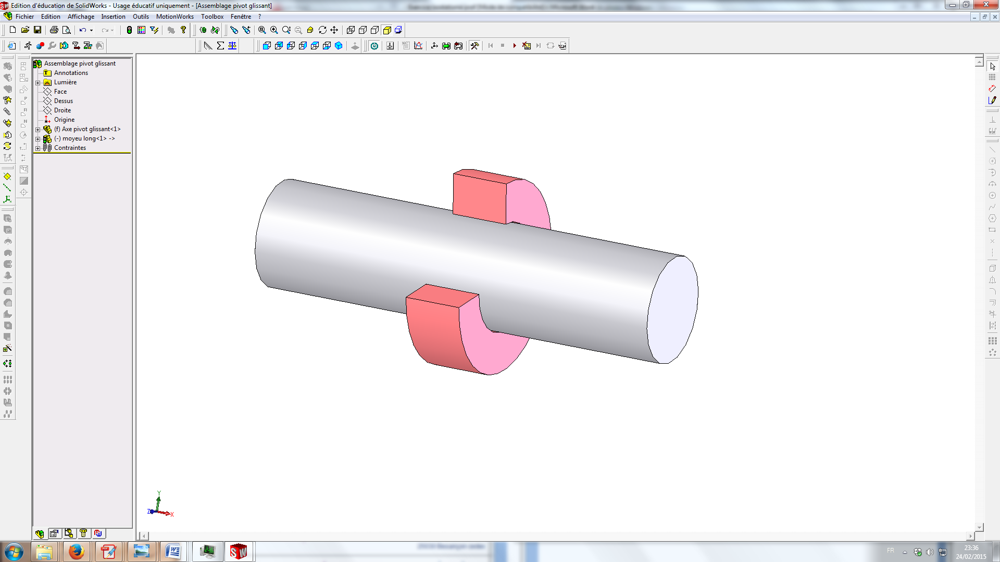 Edition d'éducation de SolidWorks - Usage éducatif uniquement - [Assemblage pivot glissant]
Fichier Edition Affichage Insertion Outils MotionWorks Toolbox Fenêtre ?
Assemblage pivot glissant
Annotations
Lumière
Face
Dessus
Droite
Origine
(f) Axe pivot glissant<1>
(-) moyeu long<1> ->
Contraintes
Y
Z X
FR
23:36
24/02/2015